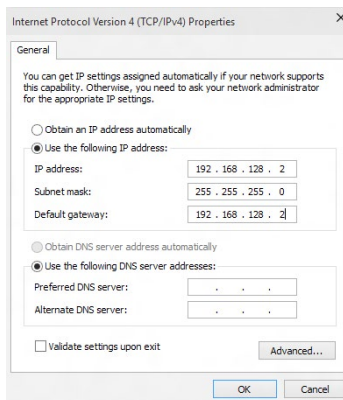 Internet Protocol Version 4 (TCP/IPv4) Properties
General
You can get IP settings assigned automatically if your network supports
this capability. Otherwise, you need to ask your network administrator
for the appropriate IP settings.
Obtain an IP address automatically
Use the following IP address:
IP address: 192 . 168 . 128 . 2
Subnet mask: 255 . 255 . 255 . 0
Default gateway: 192 . 168 . 128 . 2
Obtain DNS server address automatically
Use the following DNS server addresses:
Preferred DNS server: . . .
Alternate DNS server: . . .
Validate settings upon exit
Advanced...
OK Cancel